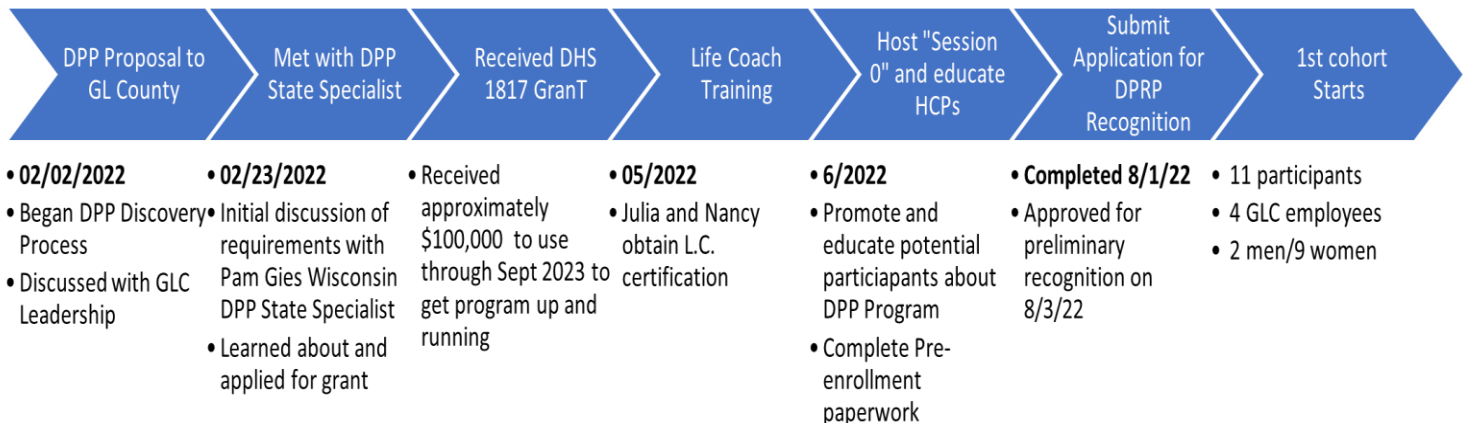 DPP Proposal to
GL County
Met with DPP
State Specialist
Received DHS
1817 GranT
Life Coach
Training
Host "Session
0" and educate
HCPs
Submit
Application for
DPRP
Recognition
1st cohort
Starts
• 02/02/2022
• Began DPP Discovery
Process
• Discussed with GLC
Leadership
• 02/23/2022
• Initial discussion of
requirements with
Pam Gies Wisconsin
DPP State Specialist
• Learned about and
applied for grant
• Received
approximately
$100,000 to use
through Sept 2023 to
get program up and
running
• 05/2022
• Julia and Nancy
obtain L.C.
certification
• 6/2022
• Promote and
educate potential
particiapants about
DPP Program
• Complete Pre-
enrollment
paperwork
• Completed 8/1/22
• Approved for
preliminary
recognition on
8/3/22
• 11 participants
• 4 GLC employees
• 2 men/9 women